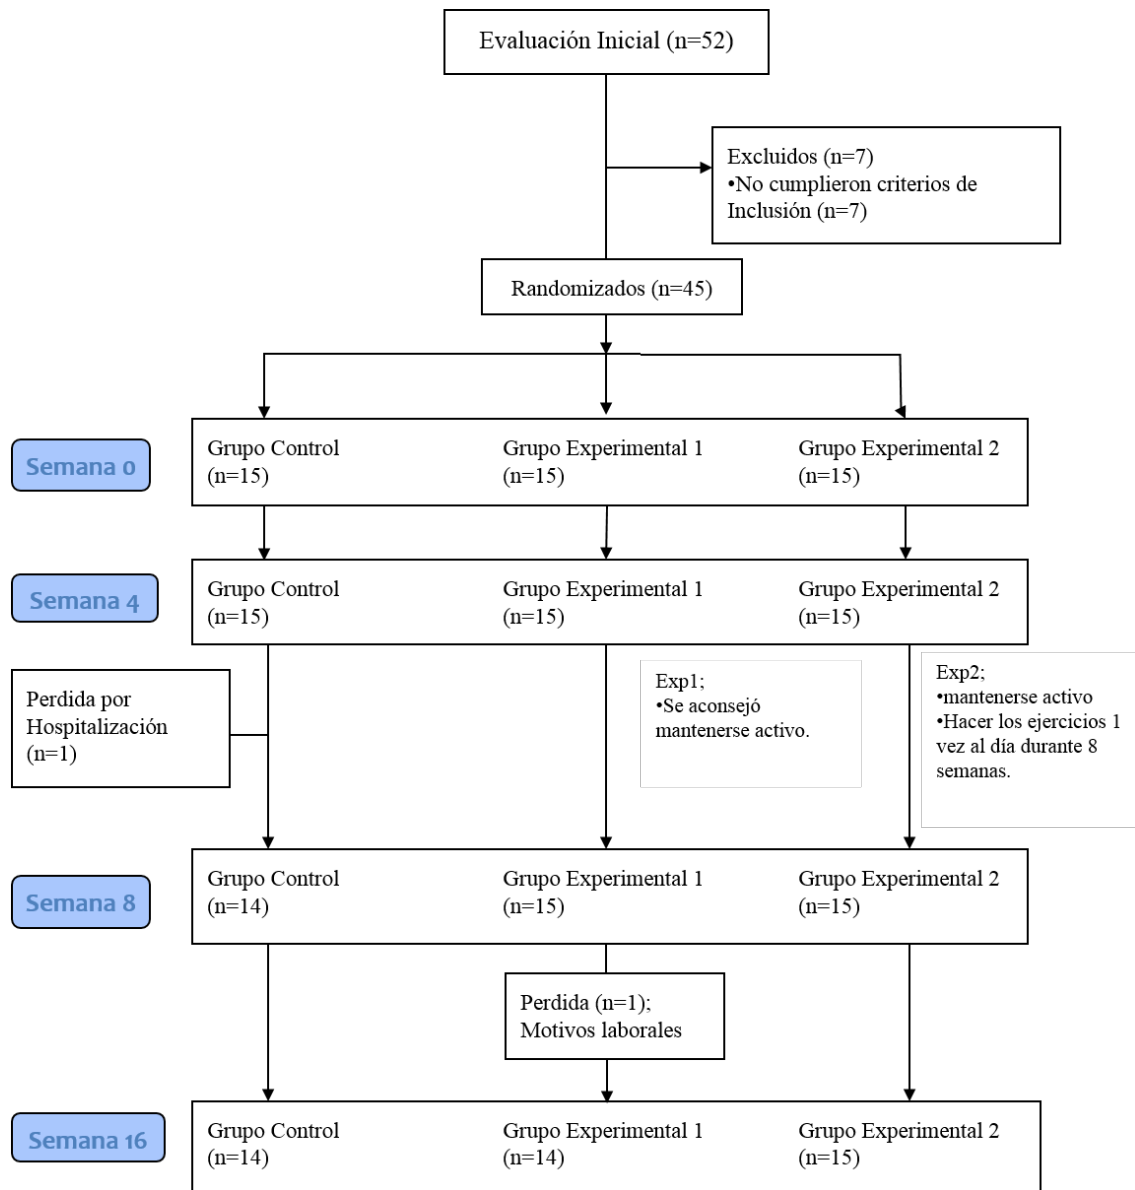 Evaluación Inicial (n=52)
Excluidos (n=7)
•No cumplieron criterios de
Inclusión (n=7)
Randomizados (n=45)
Semana 0
Grupo Control
(n=15)
Grupo Experimental 1
(n=15)
Grupo Experimental 2
(n=15)
Semana 4
Grupo Control
(n=15)
Grupo Experimental 1
(n=15)
Grupo Experimental 2
(n=15)
Perdida por
Hospitalización
(n=1)
Exp1;
•Se aconsejó
mantenerse activo.
Exp2;
•mantenerse activo
•Hacer los ejercicios 1
vez al día durante 8
semanas.
Semana 8
Grupo Control
(n=14)
Grupo Experimental 1
(n=15)
Grupo Experimental 2
(n=15)
Perdida (n=1);
Motivos laborales
Semana 16
Grupo Control
(n=14)
Grupo Experimental 1
(n=14)
Grupo Experimental 2
(n=15)